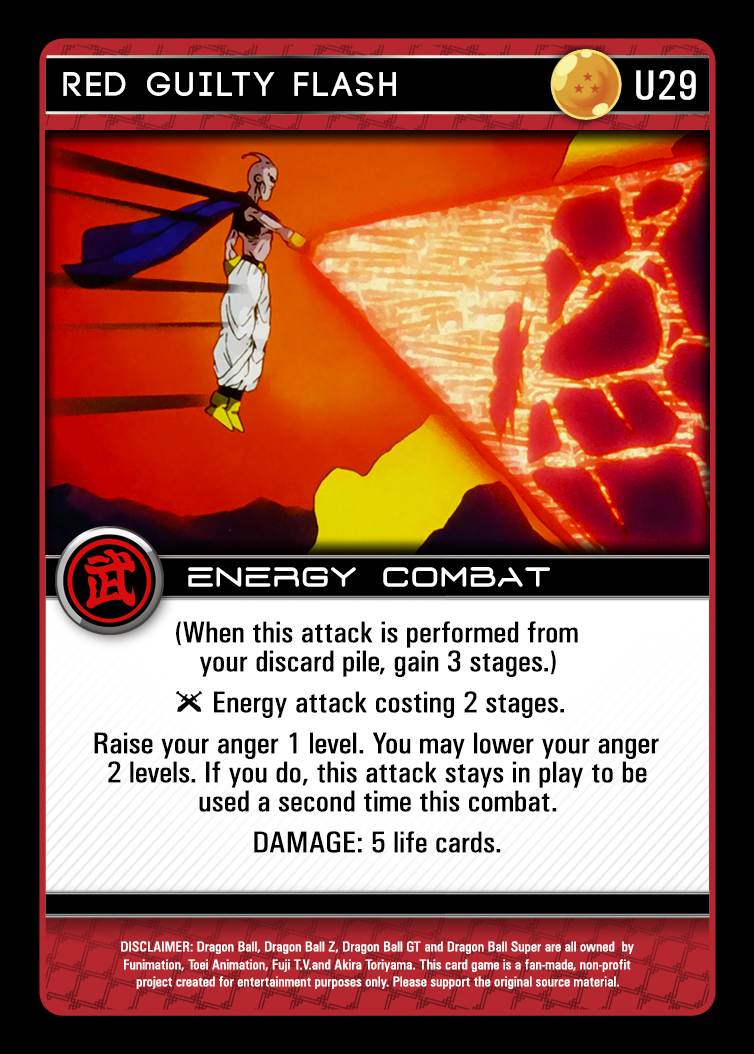 RED GUILTY FLASH
U29
武
ENERGY COMBAT
(When this attack is performed from
your discard pile, gain 3 stages.)
Energy attack costing 2 stages.
Raise your anger 1 level. You may lower your anger
2 levels. If you do, this attack stays in play to be
used a second time this combat.
DAMAGE: 5 life cards.
DISCLAIMER: Dragon Ball, Dragon Ball Z, Dragon Ball GT and Dragon Ball Super are all owned by
Funimation, Toei Animation, Fuji T.V.and Akira Toriyama. This card game is a fan-made, non-profit
project created for entertainment purposes only. Please support the original source material.